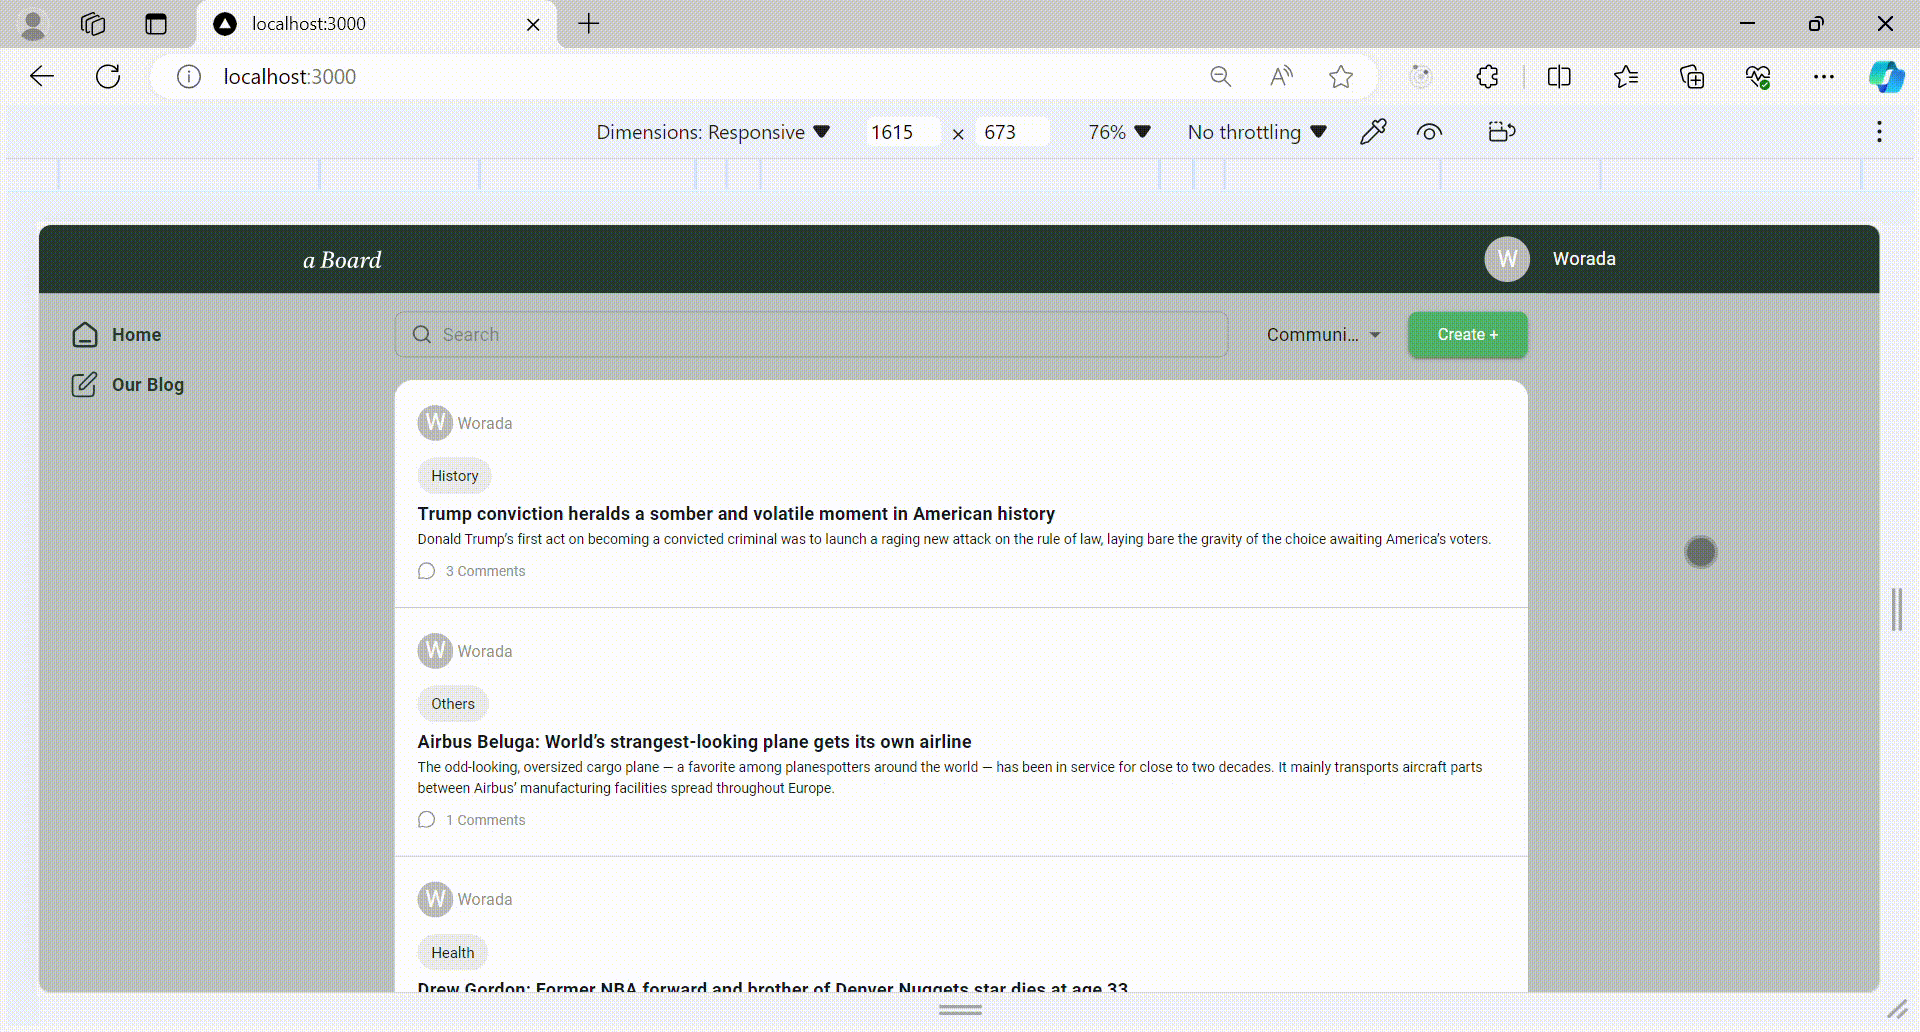 localhost:3000
localhost:3000
Dimensions: Responsive 1615 × 673 76% No throttling
a Board
W Worada
Home
Our Blog
Search
Communi...
Create +
W Worada
History
Trump conviction heralds a somber and volatile moment in American history
Donald Trump’s first act on becoming a convicted criminal was to launch a raging new attack on the rule of law, laying bare the gravity of the choice awaiting America’s voters.
3 Comments
W Worada
Others
Airbus Beluga: World’s strangest-looking plane gets its own airline
The odd-looking, oversized cargo plane — a favorite among planespotters around the world — has been in service for close to two decades. It mainly transports aircraft parts
between Airbus’ manufacturing facilities spread throughout Europe.
1 Comments
W Worada
Health
Drew Gordon: Former NBA forward and brother of Denver Nuggets star dies at age 33